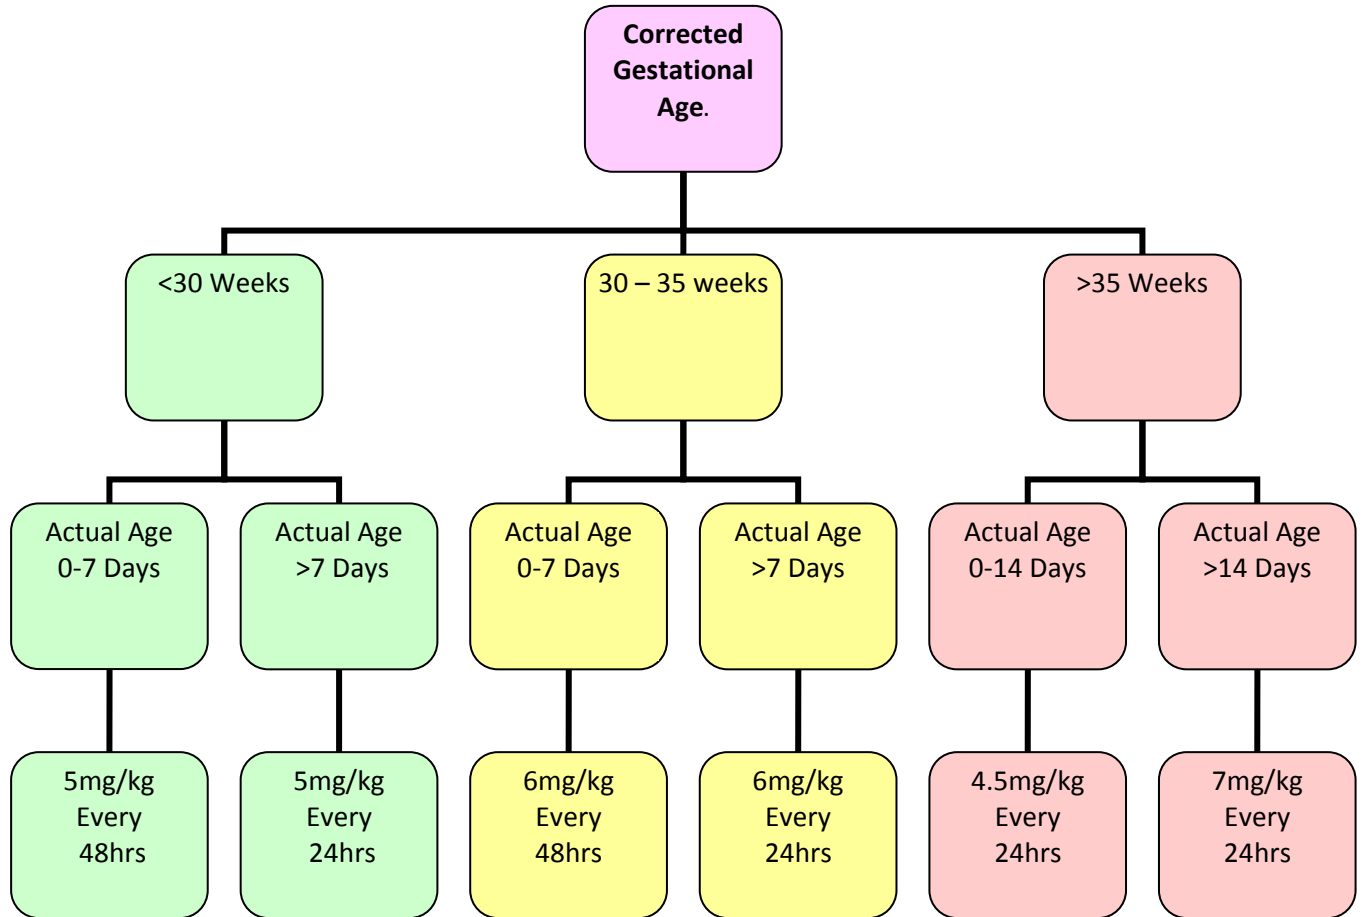 Corrected
Gestational
Age.
<30 Weeks
30 – 35 weeks
>35 Weeks
Actual Age
0-7 Days
Actual Age
>7 Days
Actual Age
0-7 Days
Actual Age
>7 Days
Actual Age
0-14 Days
Actual Age
>14 Days
5mg/kg
Every
48hrs
5mg/kg
Every
24hrs
6mg/kg
Every
48hrs
6mg/kg
Every
24hrs
4.5mg/kg
Every
24hrs
7mg/kg
Every
24hrs